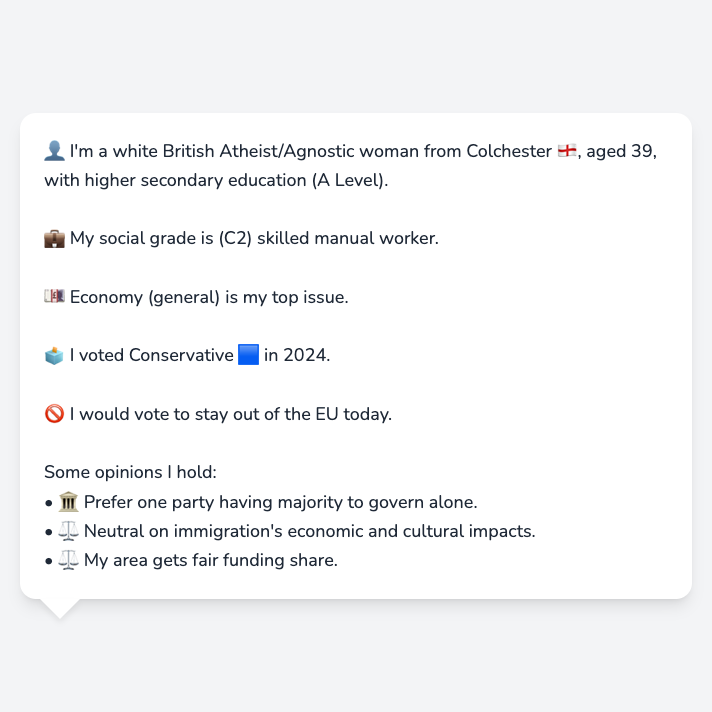 👤 I'm a white British Atheist/Agnostic woman from Colchester 🏴󠁧󠁢󠁥󠁮󠁧󠁿, aged 39,
with higher secondary education (A Level).
💼 My social grade is (C2) skilled manual worker.
💷 Economy (general) is my top issue.
🗳️ I voted Conservative 🟦 in 2024.
🚫 I would vote to stay out of the EU today.
Some opinions I hold:
• 🏛️ Prefer one party having majority to govern alone.
• ⚖️ Neutral on immigration's economic and cultural impacts.
• ⚖️ My area gets fair funding share.